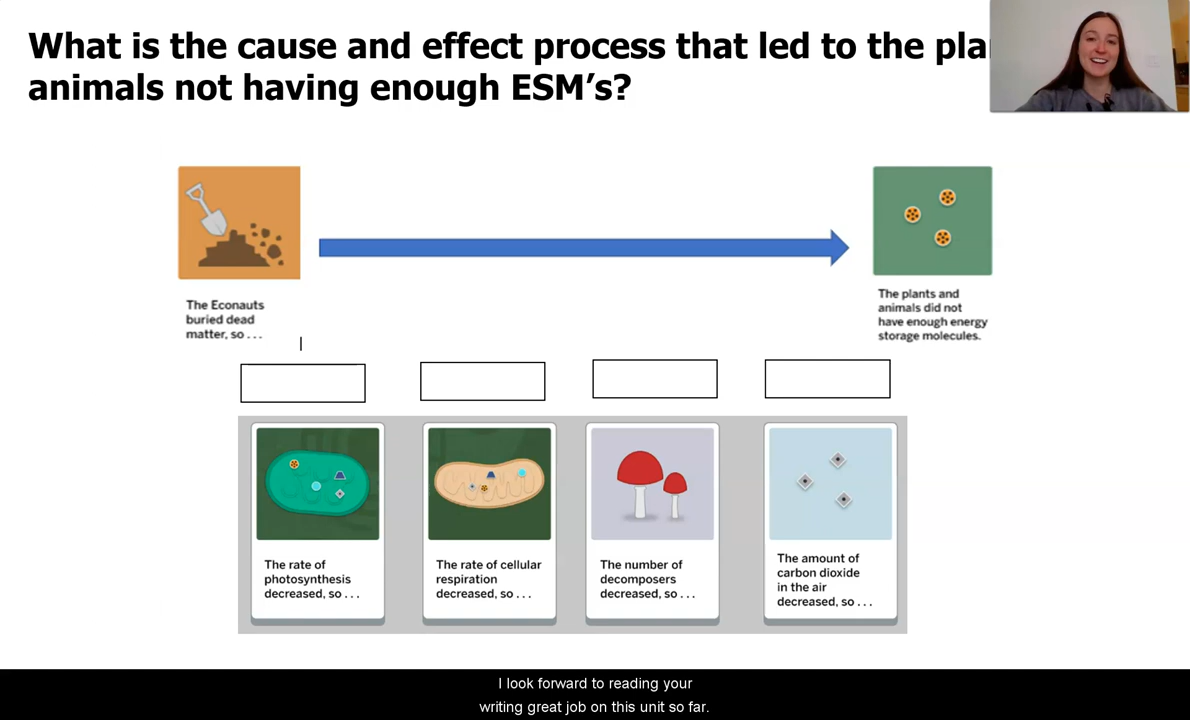 What is the cause and effect process that led to the
animals not having enough ESM's?
The Econauts
buried dead
matter, so . . .
The plants and
animals did not
have enough energy
storage molecules.
The rate of
photosynthesis
decreased, so . . .
The rate of cellular
respiration
decreased, so . . .
The number of
decomposers
decreased, so . . .
The amount of
carbon dioxide
in the air
decreased, so . . .
I look forward to reading your
writing great job on this unit so far.